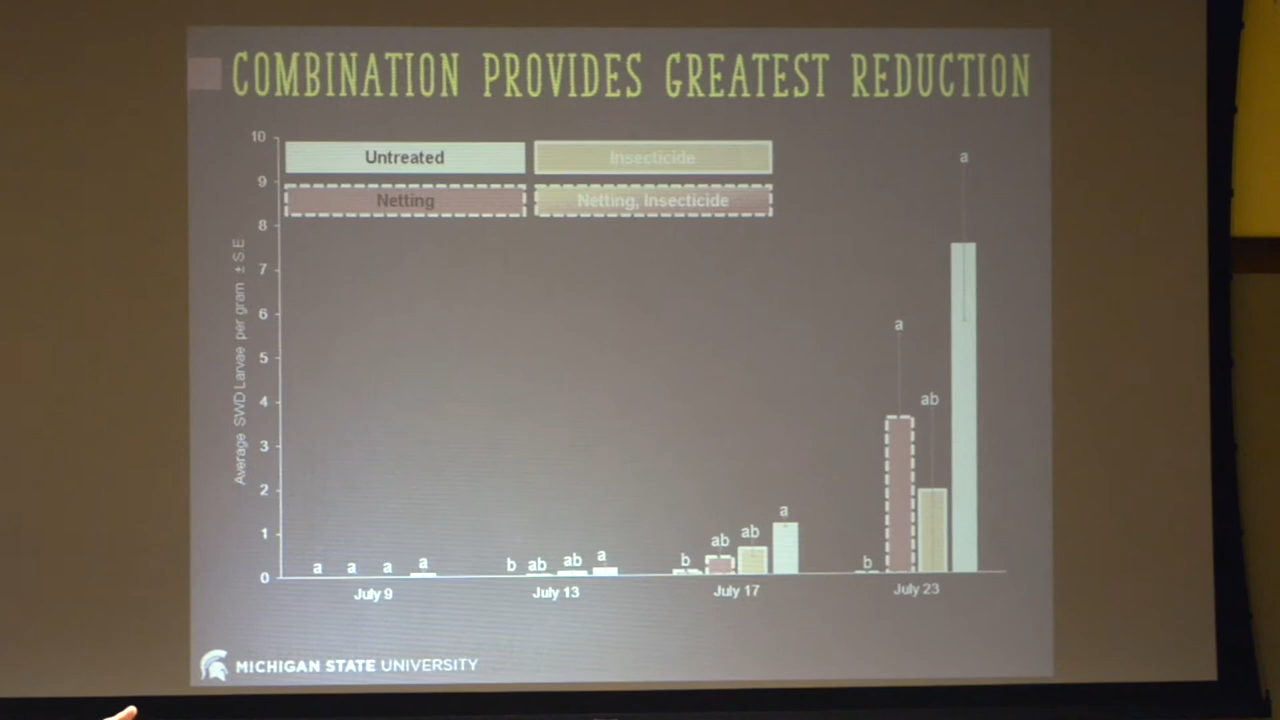 COMBINATION PROVIDES GREATEST REDUCTION
Untreated
Insecticide
Netting
Netting, Insecticide
Average SWD Larvae per gram ± S.E
10
9
8
7
6
5
4
3
2
1
0
a a a a
b ab ab a
b ab ab a
b a ab a
July 9 July 13 July 17 July 23
MICHIGAN STATE UNIVERSITY